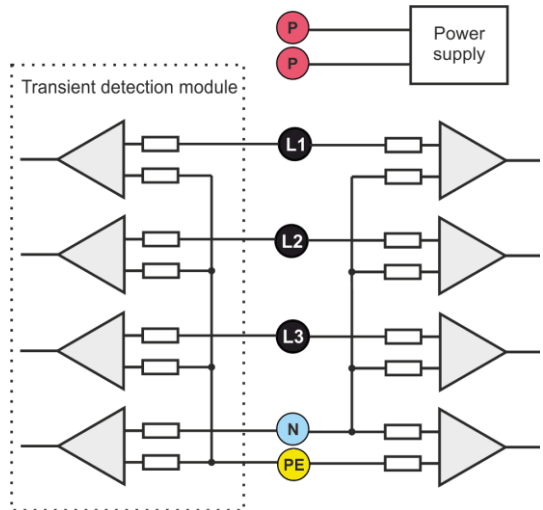 P
Power
supply
P
Transient detection module
L1
L2
L3
N
PE